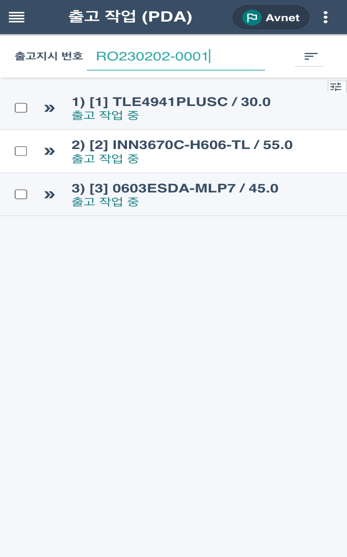 출고 작업 (PDA)
Avnet
출고지시 번호 RO230202-0001
1) [1] TLE4941PLUSC / 30.0
출고 작업 중
2) [2] INN3670C-H606-TL / 55.0
출고 작업 중
3) [3] 0603ESDA-MLP7 / 45.0
출고 작업 중